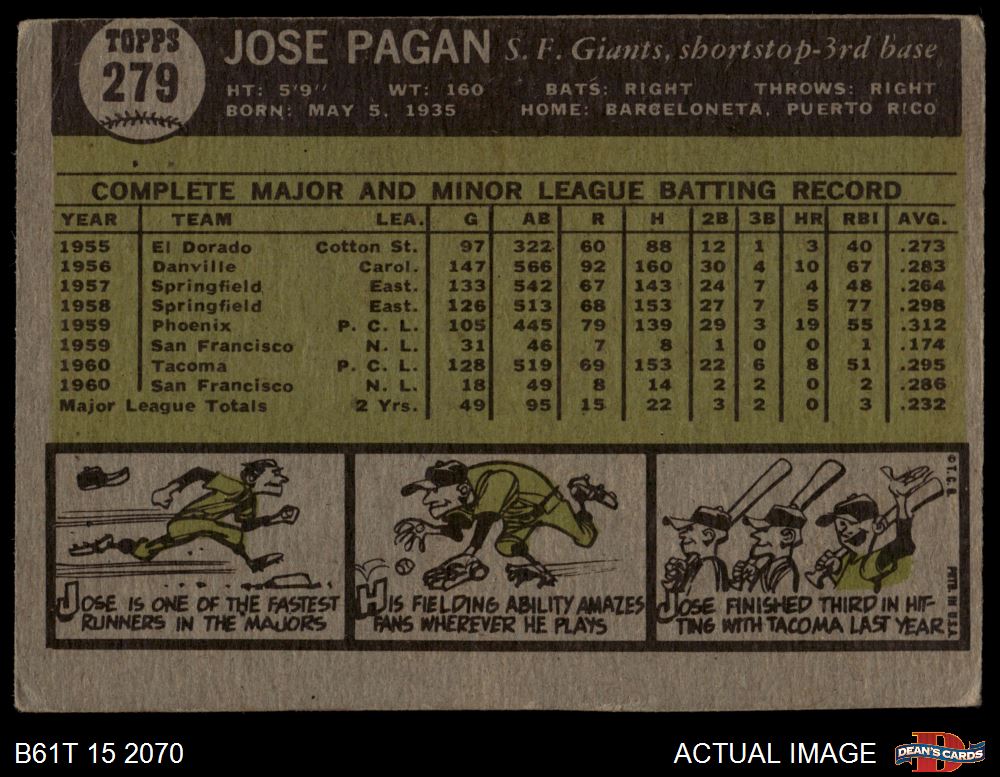 TOPPS
279
JOSE PAGAN S. F. Giants, shortstop-3rd base
HT: 5'9" WT: 160 BATS: RIGHT THROWS: RIGHT
BORN: MAY 5, 1935 HOME: BARCELONETA, PUERTO RICO
COMPLETE MAJOR AND MINOR LEAGUE BATTING RECORD
YEAR TEAM LEA. G AB R H 2B 3B HR RBI AVG.
1955 El Dorado Cotton St. 97 322 60 88 12 1 3 40 .273
1956 Danville Carol. 147 566 92 160 30 4 10 67 .283
1957 Springfield East. 133 542 67 143 24 7 4 48 .264
1958 Springfield East. 126 513 68 153 27 7 5 77 .298
1959 Phoenix P. C. L. 105 445 79 139 29 3 19 55 .312
1959 San Francisco N. L. 31 46 7 8 1 0 0 1 .174
1960 Tacoma P. C. L. 128 519 69 153 22 6 8 51 .295
1960 San Francisco N. L. 18 49 8 14 2 2 0 2 .286
Major League Totals 2 Yrs. 49 95 15 22 3 2 0 3 .232
JOSE IS ONE OF THE FASTEST
RUNNERS IN THE MAJORS
HIS FIELDING ABILITY AMAZES
FANS WHEREVER HE PLAYS
JOSE FINISHED THIRD IN HIT-
TING WITH TACOMA LAST YEAR
© T. C. G. PRTD. IN U.S.A.
B61T 15 2070
ACTUAL IMAGE
DEAN'S CARDS